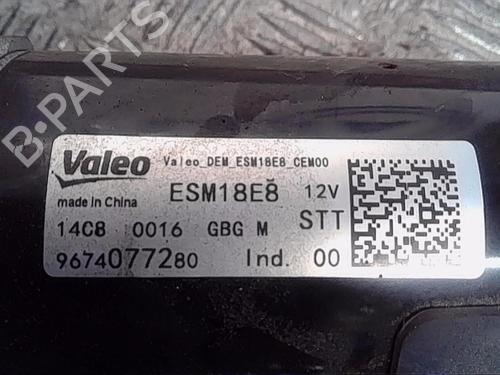 B-PARTS
Valeo Valeo_DEM_ESM18E8_CEM00
made in China ESM18E8 12V
14C8 0016 GBG M STT
9674077280 Ind. 00